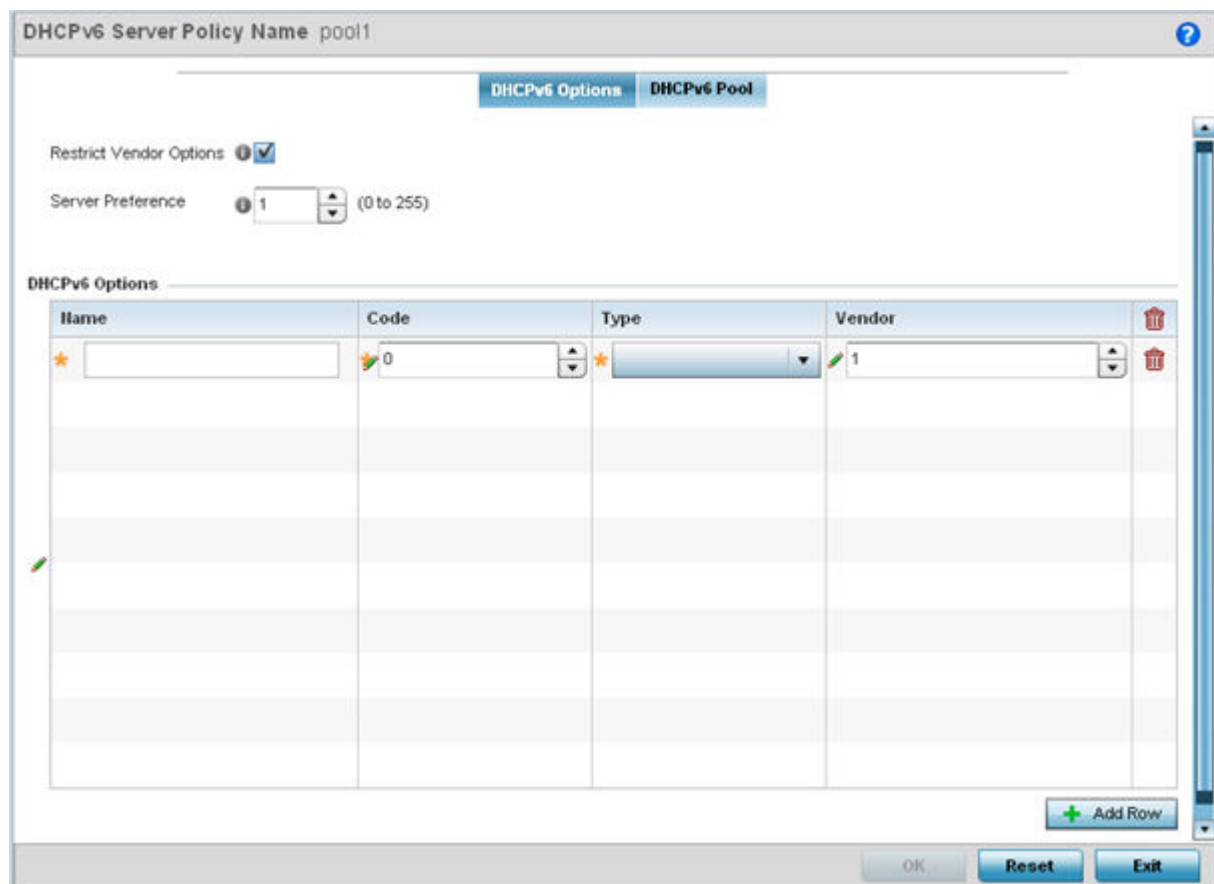 DHCPv6 Server Policy Name pool1
DHCPv6 Options DHCPv6 Pool
Restrict Vendor Options
Server Preference 1 (0 to 255)
DHCPv6 Options
Name Code Type Vendor
0 1
Add Row
OK Reset Exit